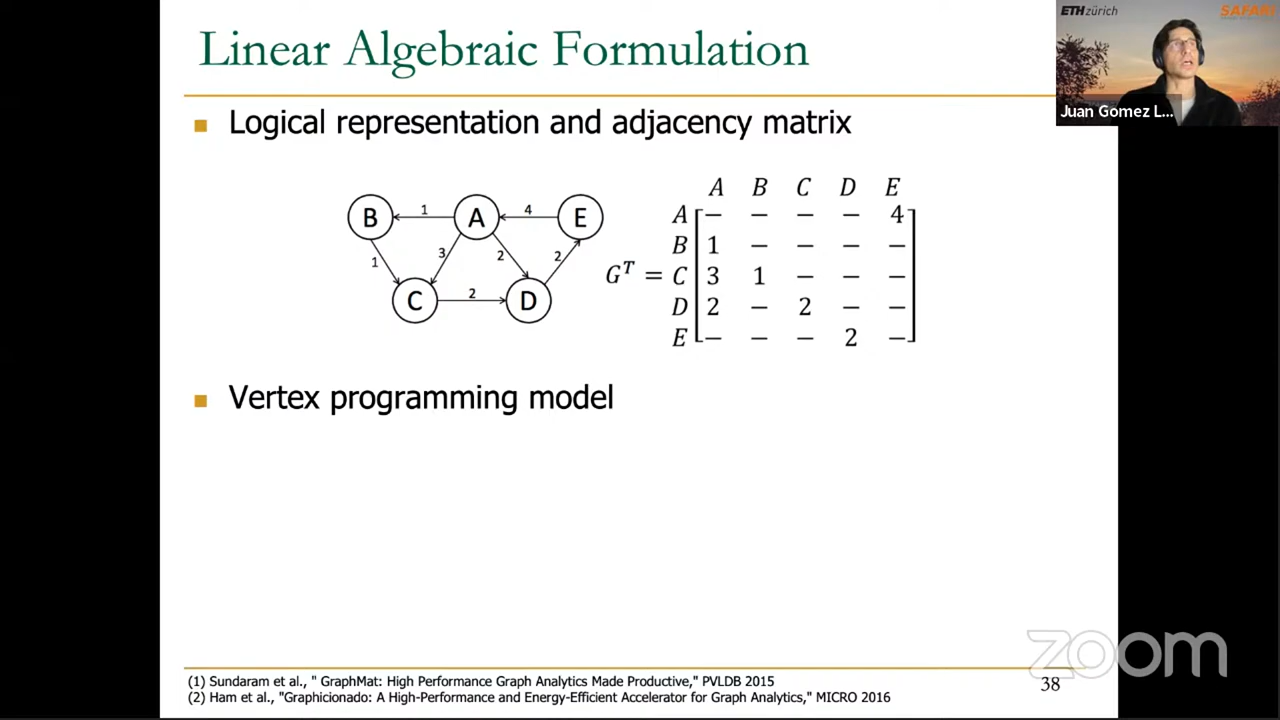 Linear Algebraic Formulation
ETH zürich
SAFARI
Juan Gomez L...
Logical representation and adjacency matrix
B 1 A 4 E
1 3 2 2
C 2 D
A B C D E
A – – – – 4
B 1 – – – –
G^T = C 3 1 – – –
D 2 – 2 – –
E – – – 2 –
Vertex programming model
zoom
(1) Sundaram et al., " GraphMat: High Performance Graph Analytics Made Productive," PVLDB 2015
(2) Ham et al., "Graphicionado: A High-Performance and Energy-Efficient Accelerator for Graph Analytics," MICRO 2016
38